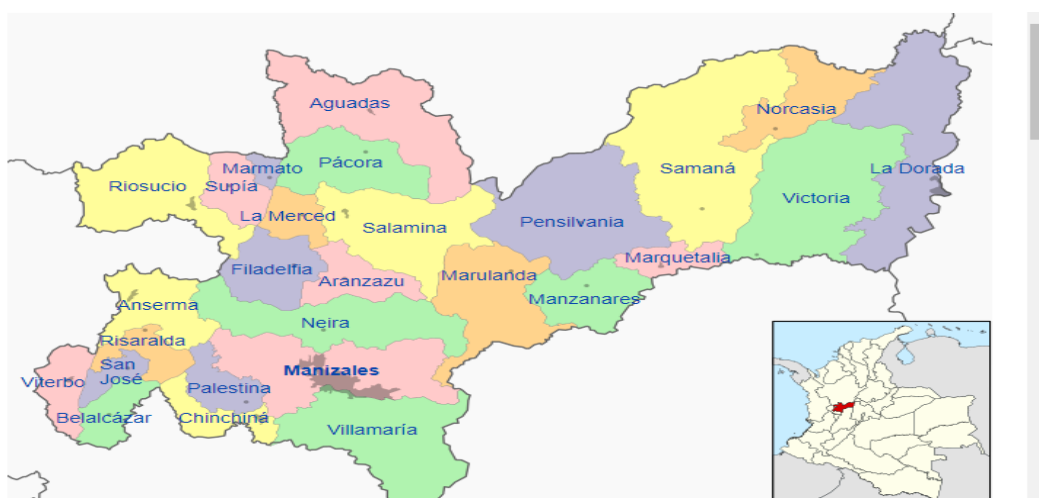 Aguadas
Norcasia
Pácora
Marmato
Samaná
La Dorada
Riosucio
Supía
Victoria
La Merced
Salamina
Pensilvania
Marquetalia
Filadelfia
Aranzazu
Marulanda
Manzanares
Anserma
Neira
Risaralda
San
José
Manizales
Viterbo
Palestina
Belalcázar
Chinchiná
Villamaría